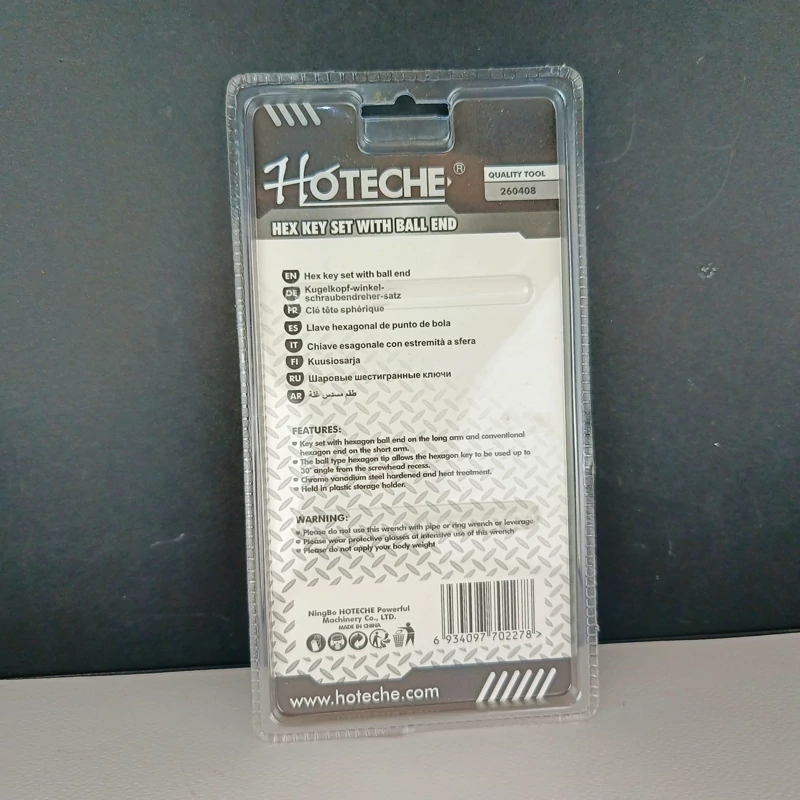 HOTECHE®
QUALITY TOOL
260408
HEX KEY SET WITH BALL END
EN Hex key set with ball end
DE Kugelkopf-winkel-
schraubendreher-satz
FR Clé tête sphérique
ES Llave hexagonal de punto de bola
IT Chiave esagonale con estremità a sfera
FI Kuusiosarja
RU Шаровые шестигранные ключи
AR طقم مسدس غلة
FEATURES:
Key set with hexagon ball end on the long arm and conventional
hexagon end on the short arm.
The ball type hexagon tip allows the hexagon key to be used up to
30° angle from the screwhead recess.
Chrome vanadium steel hardened and heat treatment.
Held in plastic storage holder.
WARNING:
Please do not use this wrench with pipe or ring wrench or leverage
Please wear protective glasses at intensive use of this wrench
Please do not apply your body weight
NingBo HOTECHE Powerful
Machinery Co., LTD.
MADE IN CHINA
6 934097 702278 >
www.hoteche.com